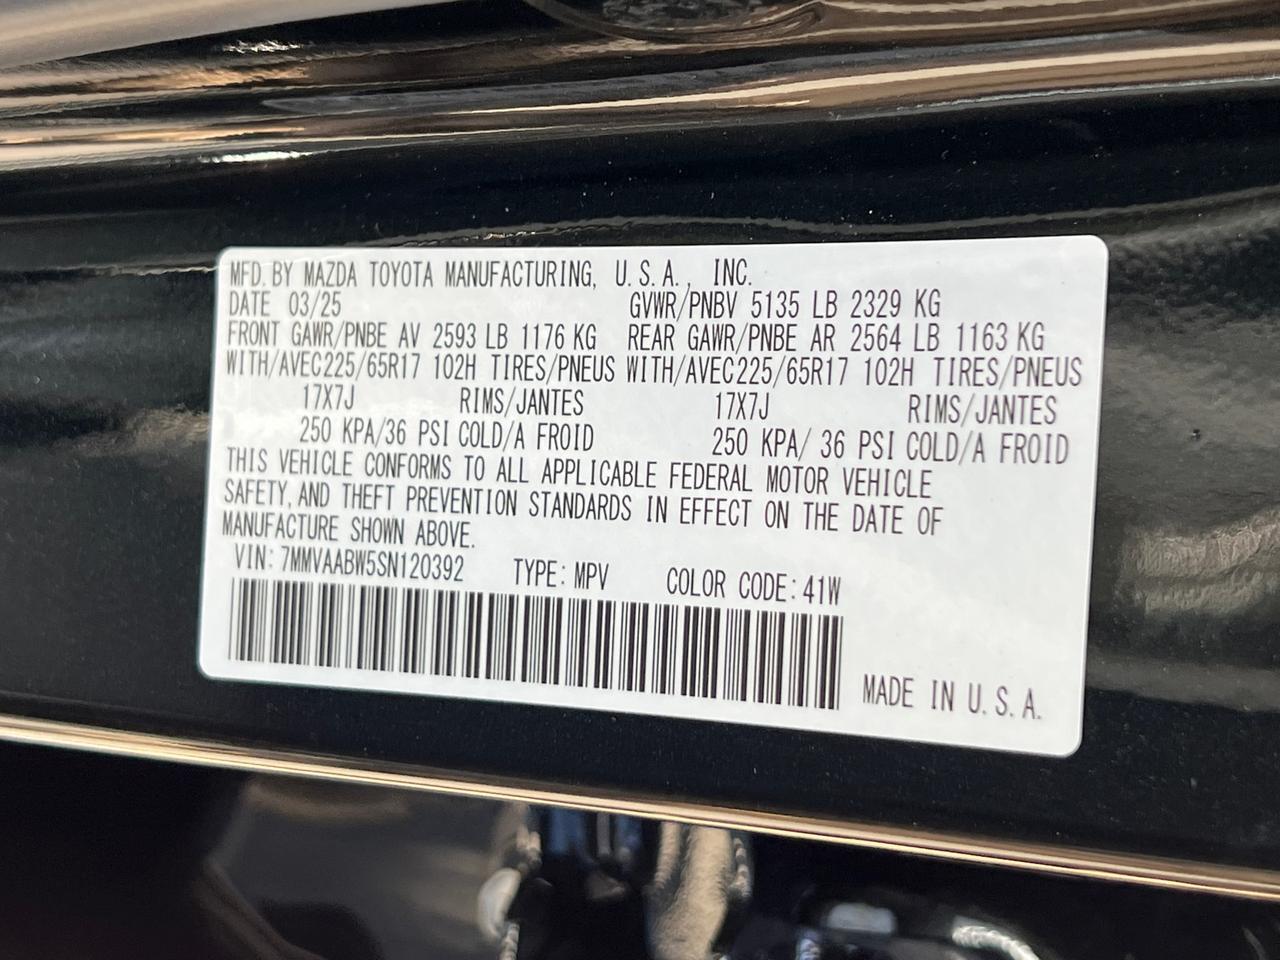 MFD. BY MAZDA TOYOTA MANUFACTURING, U.S.A., INC.
DATE 03/25 GVWR/PNBV 5135 LB 2329 KG
FRONT GAWR/PNBE AV 2593 LB 1176 KG REAR GAWR/PNBE AR 2564 LB 1163 KG
WITH/AVEC225/65R17 102H TIRES/PNEUS WITH/AVEC225/65R17 102H TIRES/PNEUS
17X7J RIMS/JANTES 17X7J RIMS/JANTES
250 KPA/36 PSI COLD/A FROID 250 KPA/ 36 PSI COLD/A FROID
THIS VEHICLE CONFORMS TO ALL APPLICABLE FEDERAL MOTOR VEHICLE
SAFETY, AND THEFT PREVENTION STANDARDS IN EFFECT ON THE DATE OF
MANUFACTURE SHOWN ABOVE.
VIN: 7MMVAABW5SN120392 TYPE: MPV COLOR CODE: 41W
MADE IN U.S.A.